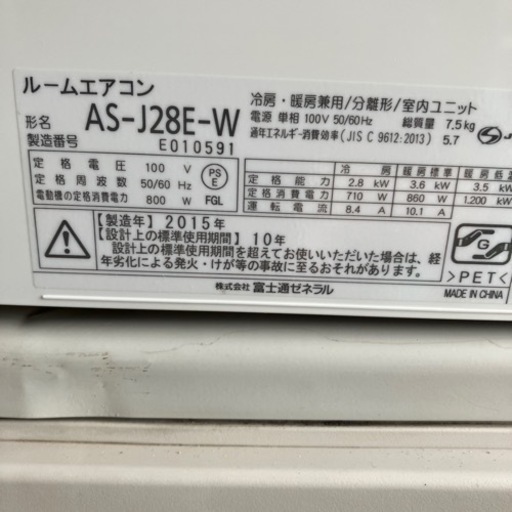 ルームエアコン
形名 AS-J28E-W
製造番号 E010591
冷房・暖房兼用/分離形/室内ユニット
電源 単相 100V 50/60Hz 総質量 7.5kg
通年エネルギー消費効率(JIS C 9612:2013) 5.7
定格電圧 100 V
定格周波数 50/60 Hz
電動機の定格消費電力 800 W
PS
E
FGL
冷房 暖房標準 暖房低温
定格能力 2.8 kW 3.6 kW 3.5 kW
定格消費電力 710 W 860 W 1,200 kW
運転電流 8.4 A 10.1 A
【製造年】2015年
【設計上の標準使用期間】10年
設計上の標準使用期間を超えてお使いいただいた場合は、経
年劣化による発火・けが等の事故に至るおそれがあります。
G
>PET<
MADE IN CHINA
株式会社 富士通ゼネラル